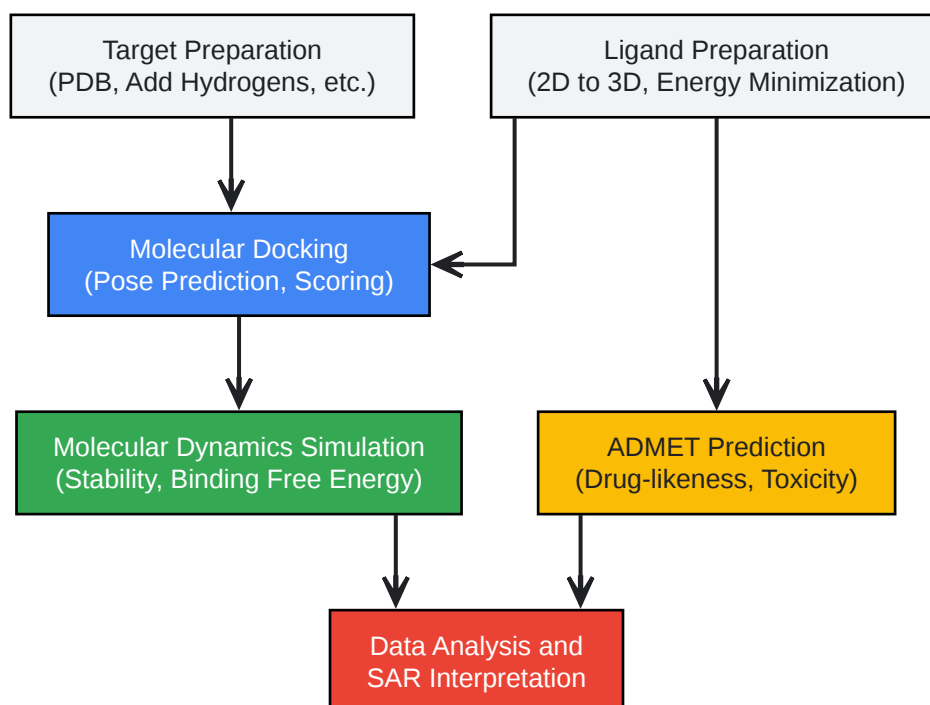 Target Preparation
(PDB, Add Hydrogens, etc.)
Ligand Preparation
(2D to 3D, Energy Minimization)
Molecular Docking
(Pose Prediction, Scoring)
Molecular Dynamics Simulation
(Stability, Binding Free Energy)
ADMET Prediction
(Drug-likeness, Toxicity)
Data Analysis and
SAR Interpretation